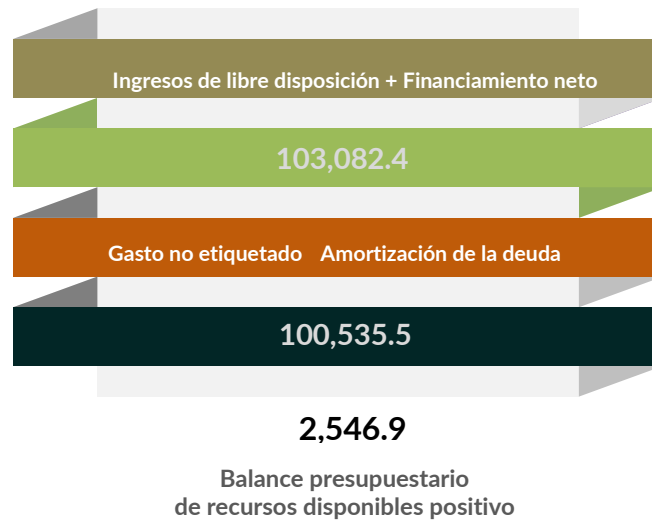 Ingresos de libre disposición + Financiamiento neto
103,082.4
Gasto no etiquetado Amortización de la deuda
100,535.5
2,546.9
Balance presupuestario
de recursos disponibles positivo